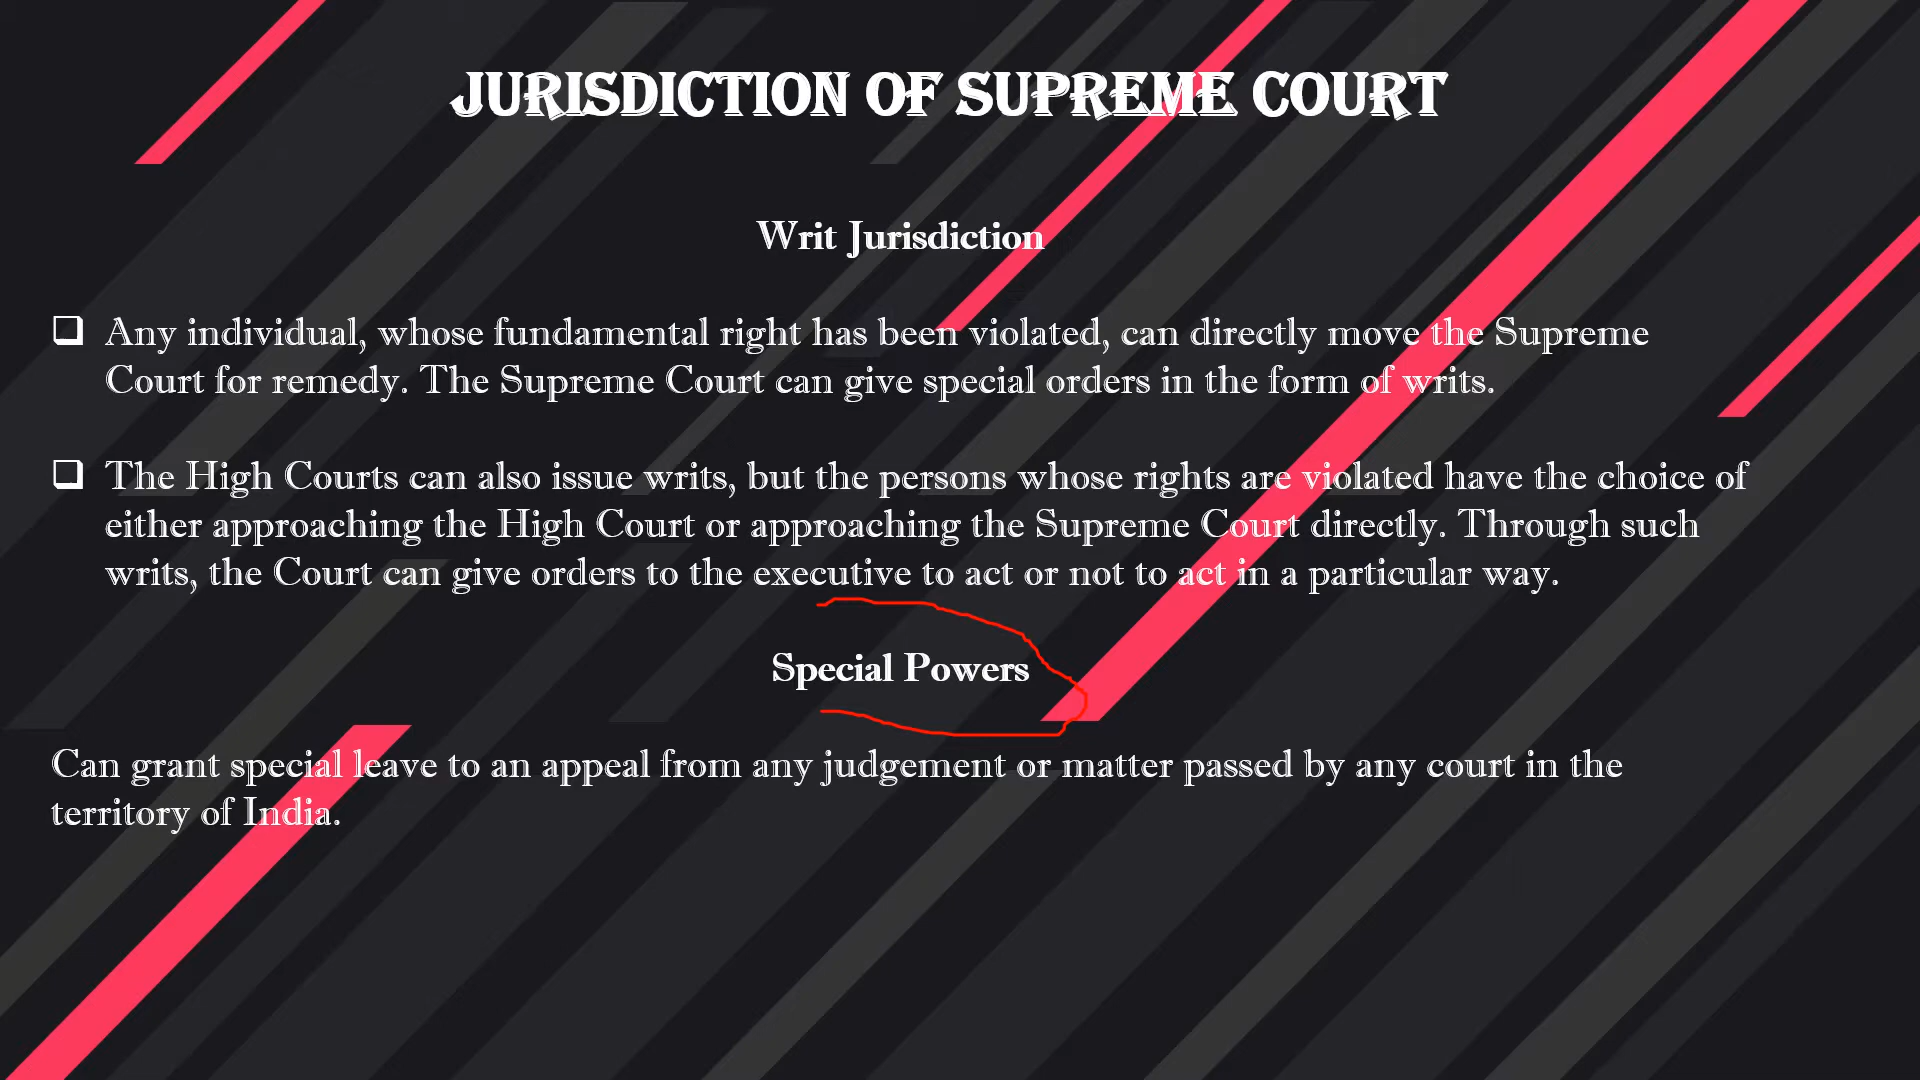 JURISDICTION OF SUPREME COURT
Writ Jurisdiction
❑ Any individual, whose fundamental right has been violated, can directly move the Supreme
Court for remedy. The Supreme Court can give special orders in the form of writs.
❑ The High Courts can also issue writs, but the persons whose rights are violated have the choice of
either approaching the High Court or approaching the Supreme Court directly. Through such
writs, the Court can give orders to the executive to act or not to act in a particular way.
Special Powers
Can grant special leave to an appeal from any judgement or matter passed by any court in the
territory of India.